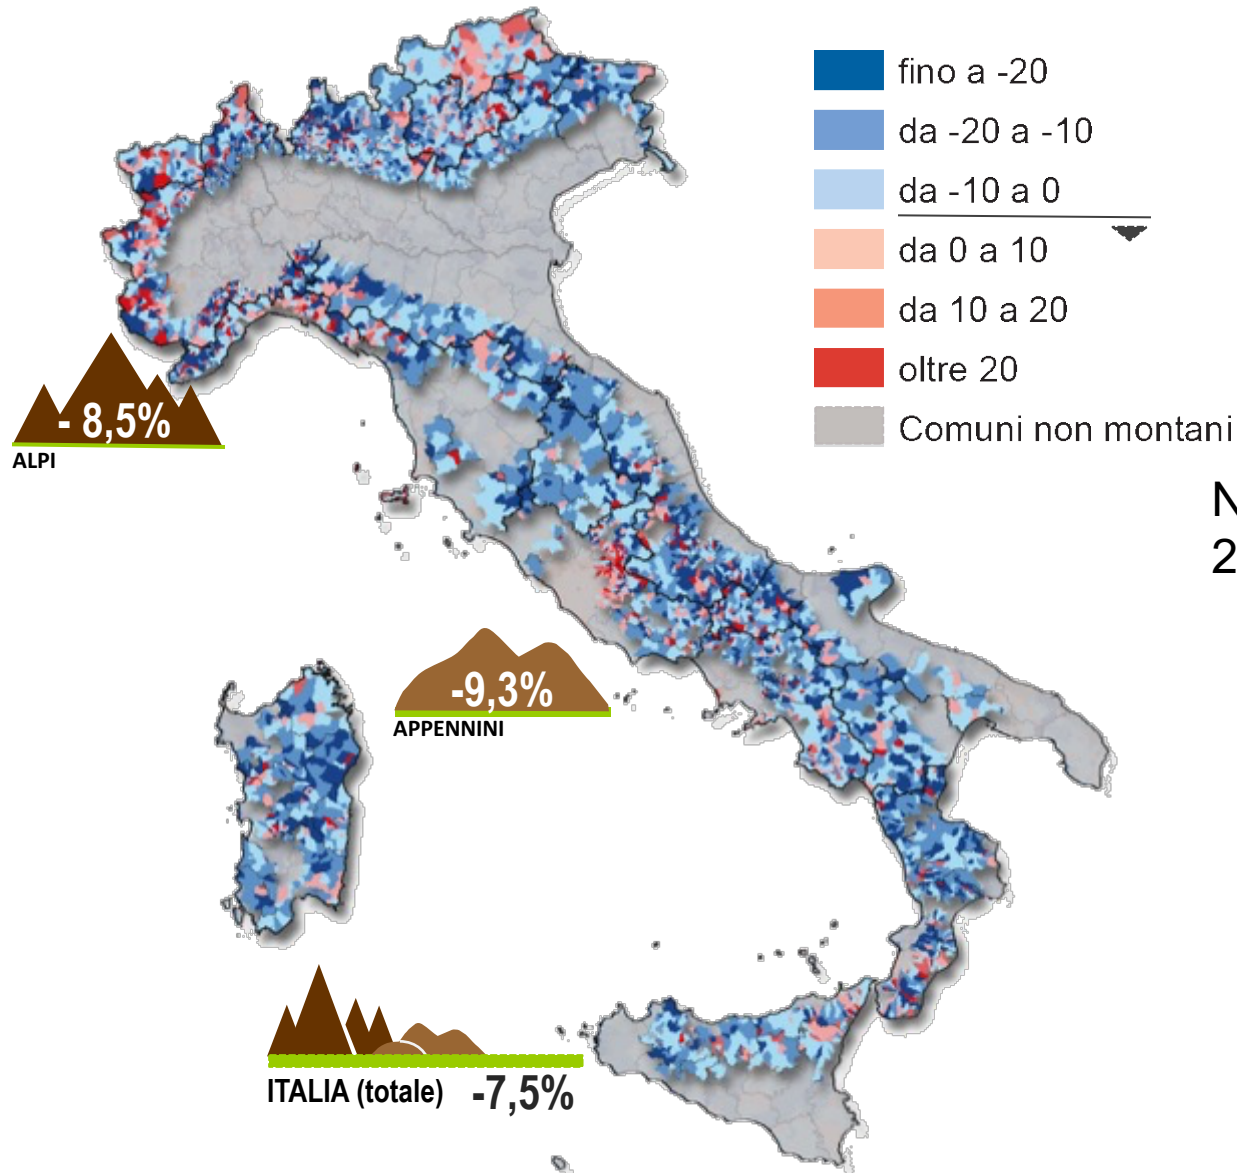 fino a -20
da -20 a -10
da -10 a 0
da 0 a 10
da 10 a 20
oltre 20
Comuni non montani
N
2
- 8,5%
ALPI
-9,3%
APPENNINI
ITALIA (totale) -7,5%